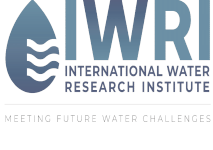 IWRI
INTERNATIONAL WATER
RESEARCH INSTITUTE
MEETING FUTURE WATER CHALLENGES